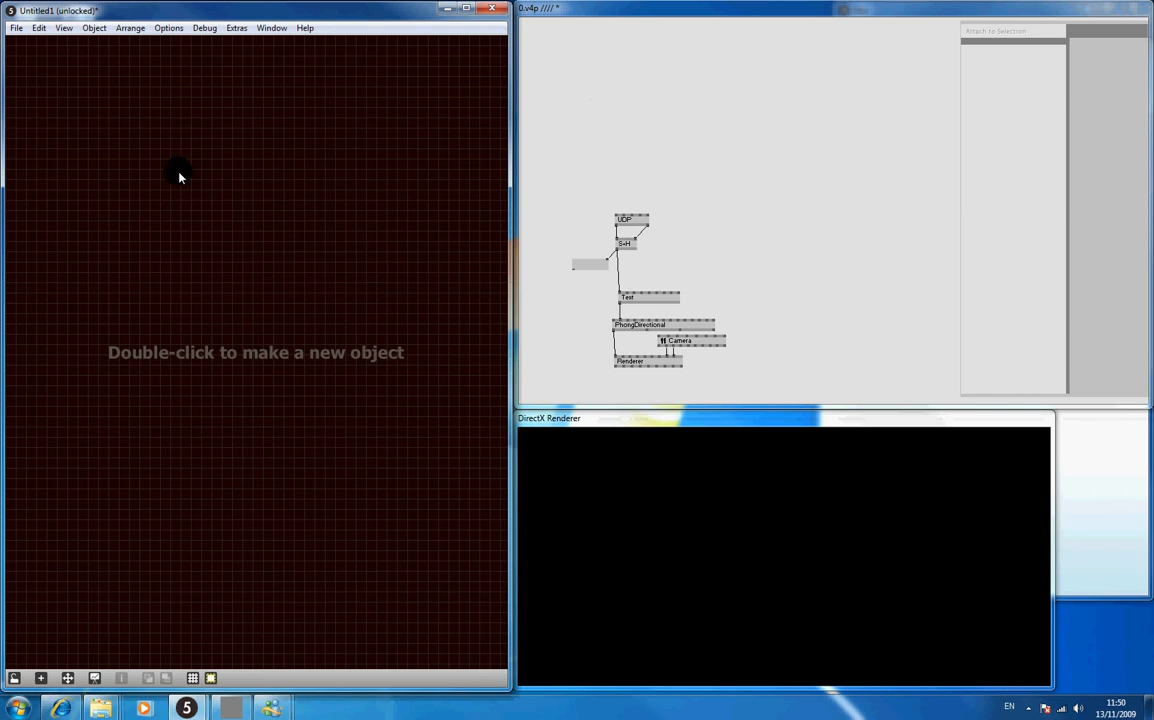 Untitled1 (unlocked)*
File Edit View Object Arrange Options Debug Extras Window Help
Double-click to make a new object
0.v4p //// *
Attach to Selection
UDP
S+H
Text
PhongDirectional
Camera
Renderer
DirectX Renderer
EN
11:50
13/11/2009